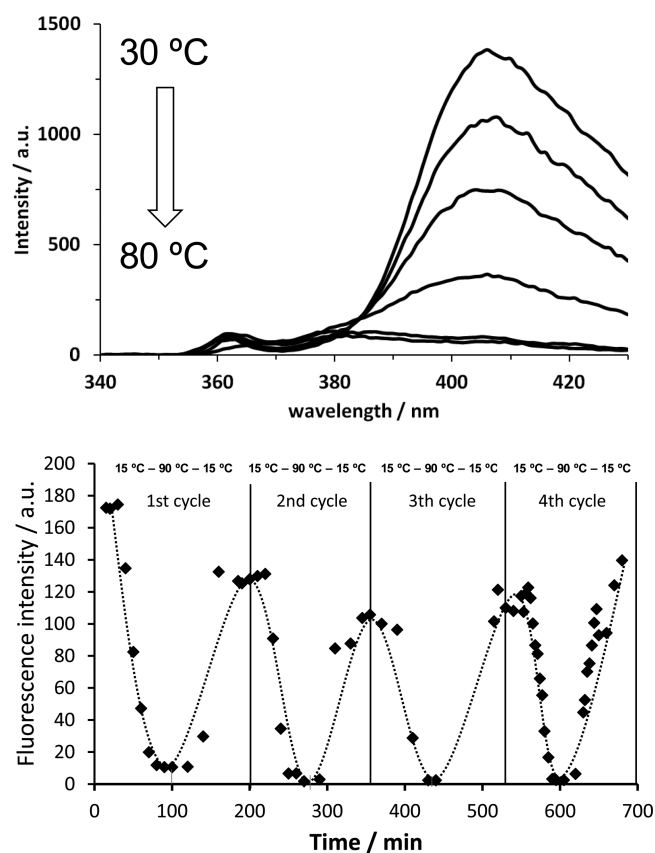 30 ºC
80 ºC
Intensity / a.u.
1500
1000
500
0
340 360 380 400 420
wavelength / nm
15 ºC – 90 ºC – 15 ºC 15 ºC – 90 ºC – 15 ºC 15 ºC – 90 ºC – 15 ºC 15 ºC – 90 ºC – 15 ºC
1st cycle 2nd cycle 3th cycle 4th cycle
Fluorescence intensity / a.u.
200
180
160
140
120
100
80
60
40
20
0
0 100 200 300 400 500 600 700
Time / min